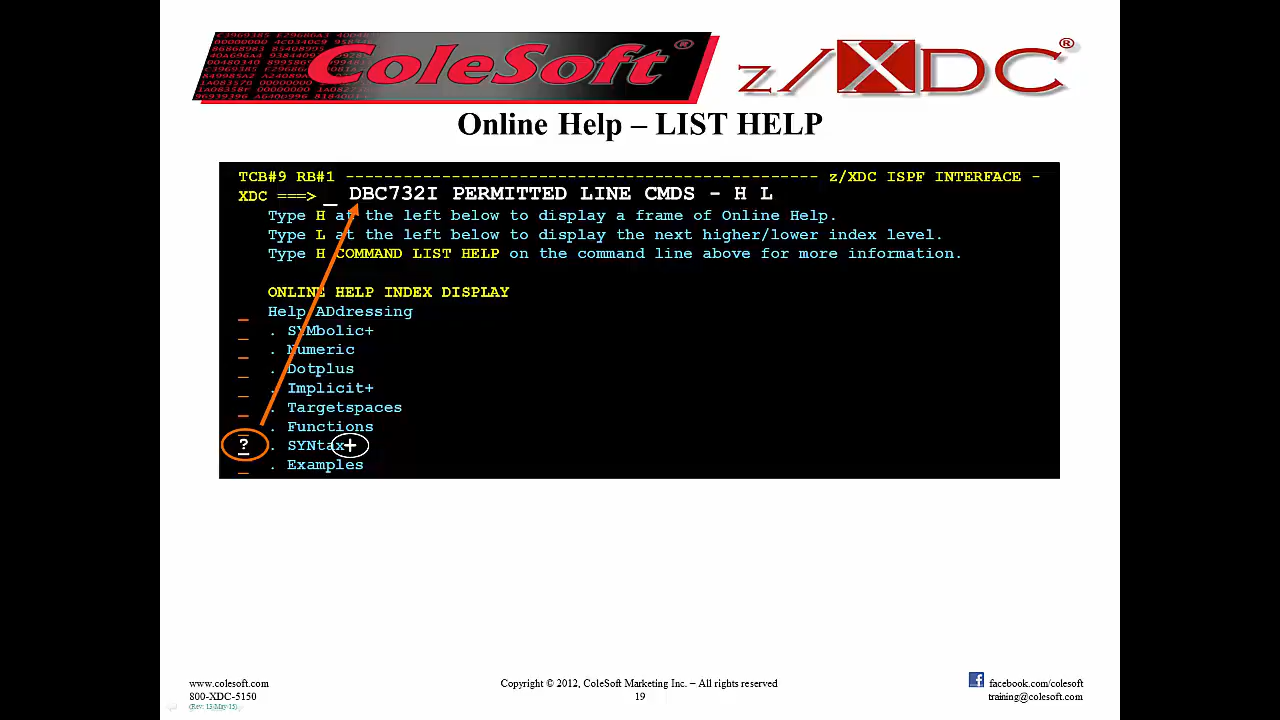 ColeSoft®
z/XDC®
Online Help – LIST HELP
TCB#9 RB#1 -------------------------------------------- z/XDC ISPF INTERFACE -
XDC ===> _ DBC732I PERMITTED LINE CMDS - H L
Type H at the left below to display a frame of Online Help.
Type L at the left below to display the next higher/lower index level.
Type H COMMAND LIST HELP on the command line above for more information.
ONLINE HELP INDEX DISPLAY
_ Help ADdressing
_ . SYMbolic+
_ . Numeric
_ . Dotplus
_ . Implicit+
_ . Targetspaces
_ . Functions
? . SYNtax+
_ . Examples
www.colesoft.com
800-XDC-5150
(Rev: 13/May/15)
Copyright © 2012, ColeSoft Marketing Inc. – All rights reserved
19
facebook.com/colesoft
training@colesoft.com